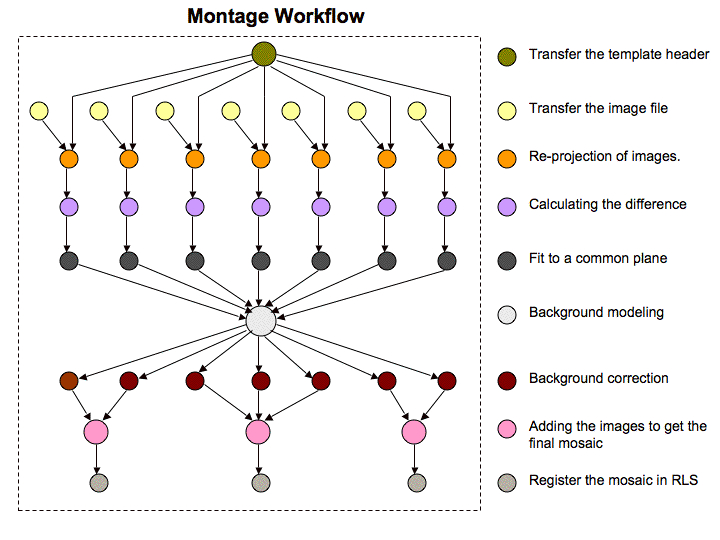 Montage Workflow
Transfer the template header
Transfer the image file
Re-projection of images.
Calculating the difference
Fit to a common plane
Background modeling
Background correction
Adding the images to get the
final mosaic
Register the mosaic in RLS